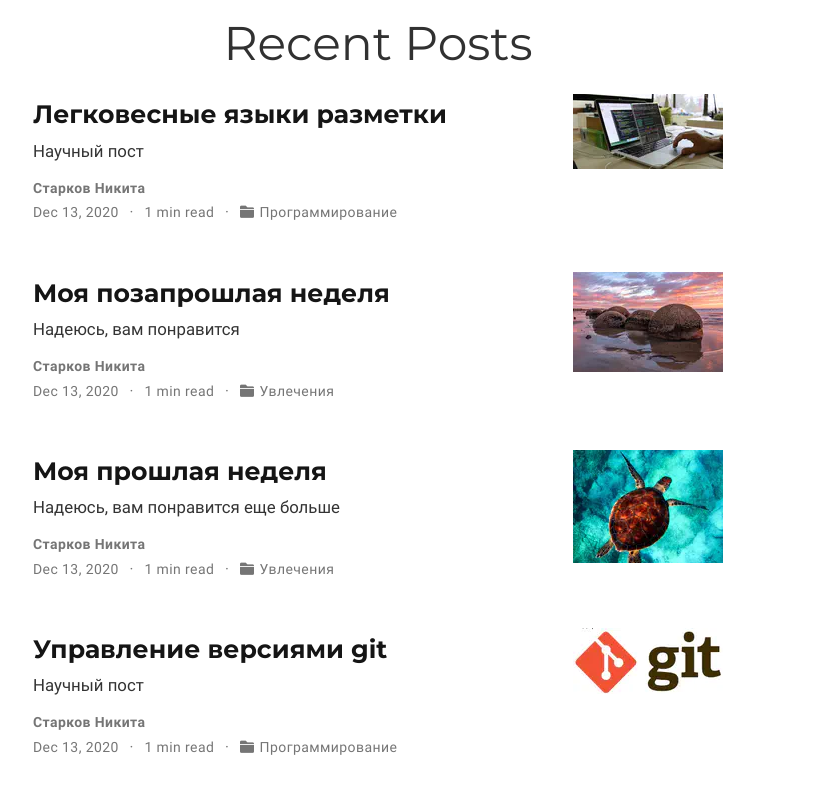 Recent Posts
Легковесные языки разметки
Научный пост
Старков Никита
Dec 13, 2020 · 1 min read · Программирование
Моя позапрошлая неделя
Надеюсь, вам понравится
Старков Никита
Dec 13, 2020 · 1 min read · Увлечения
Моя прошлая неделя
Надеюсь, вам понравится еще больше
Старков Никита
Dec 13, 2020 · 1 min read · Увлечения
Управление версиями git
git
Научный пост
Старков Никита
Dec 13, 2020 · 1 min read · Программирование